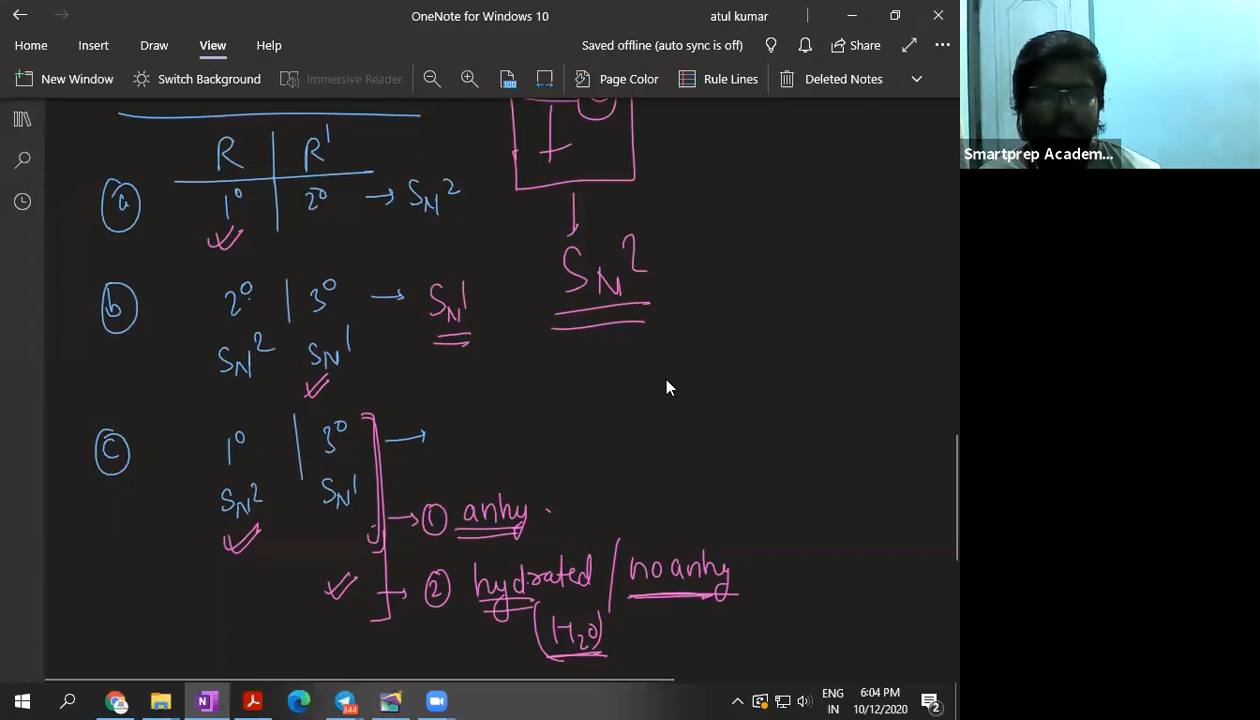 OneNote for Windows 10
atul kumar
Home Insert Draw View Help
Saved offline (auto sync is off)
Share
New Window Switch Background Immersive Reader 100 Page Color Rule Lines Deleted Notes
Smartprep Academ...
R | R'
a 1° | 2° → SN2
SN2
b 2° | 3° → SN1
SN2 SN1
c 1° | 3° →
SN2 SN1
→ ① anhy.
→ ② hydrated / no anhy
(H2O)
344
ENG
IN
6:04 PM
10/12/2020
2